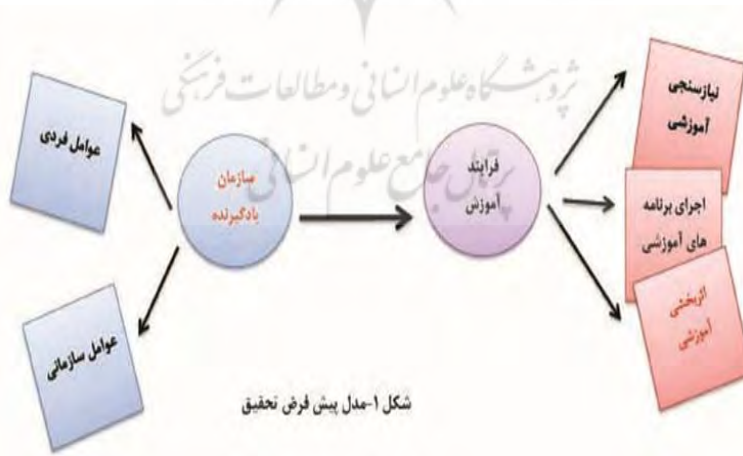 پژوهشگاه علوم انسانی و مطالعات فرهنگی
پرتال جامع علوم انسانی
نیازسنجی
آموزشی
عوامل فردی
فرایند
آموزش
سازمان
یادگیرنده
اجرای برنامه
های آموزشی
اثربخشی
آموزشی
عوامل سازمانی
شکل ۱-مدل پیش فرض تحقیق